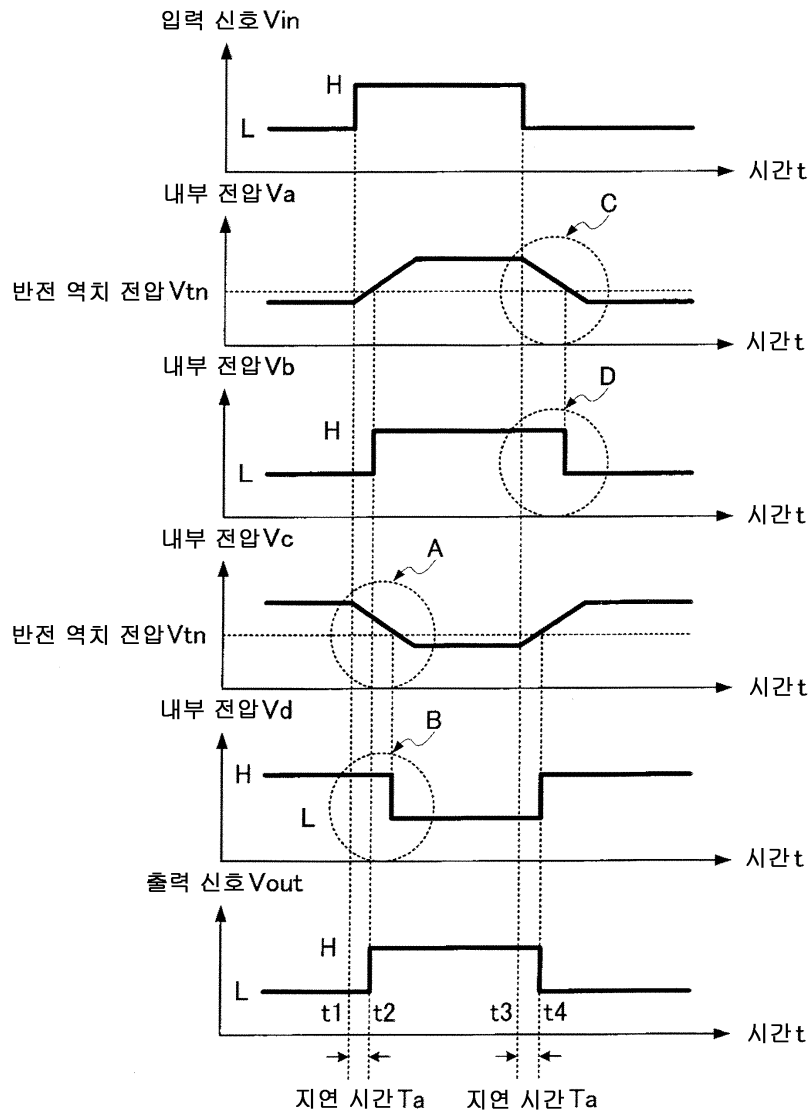 입력 신호 Vin
H
L
시간 t
내부 전압 Va
C
반전 역치 전압 Vtn
시간 t
내부 전압 Vb
D
H
L
시간 t
내부 전압 Vc
A
반전 역치 전압 Vtn
시간 t
내부 전압 Vd
B
H
L
시간 t
출력 신호 Vout
H
L
t1 t2 t3 t4
시간 t
지연 시간 Ta 지연 시간 Ta